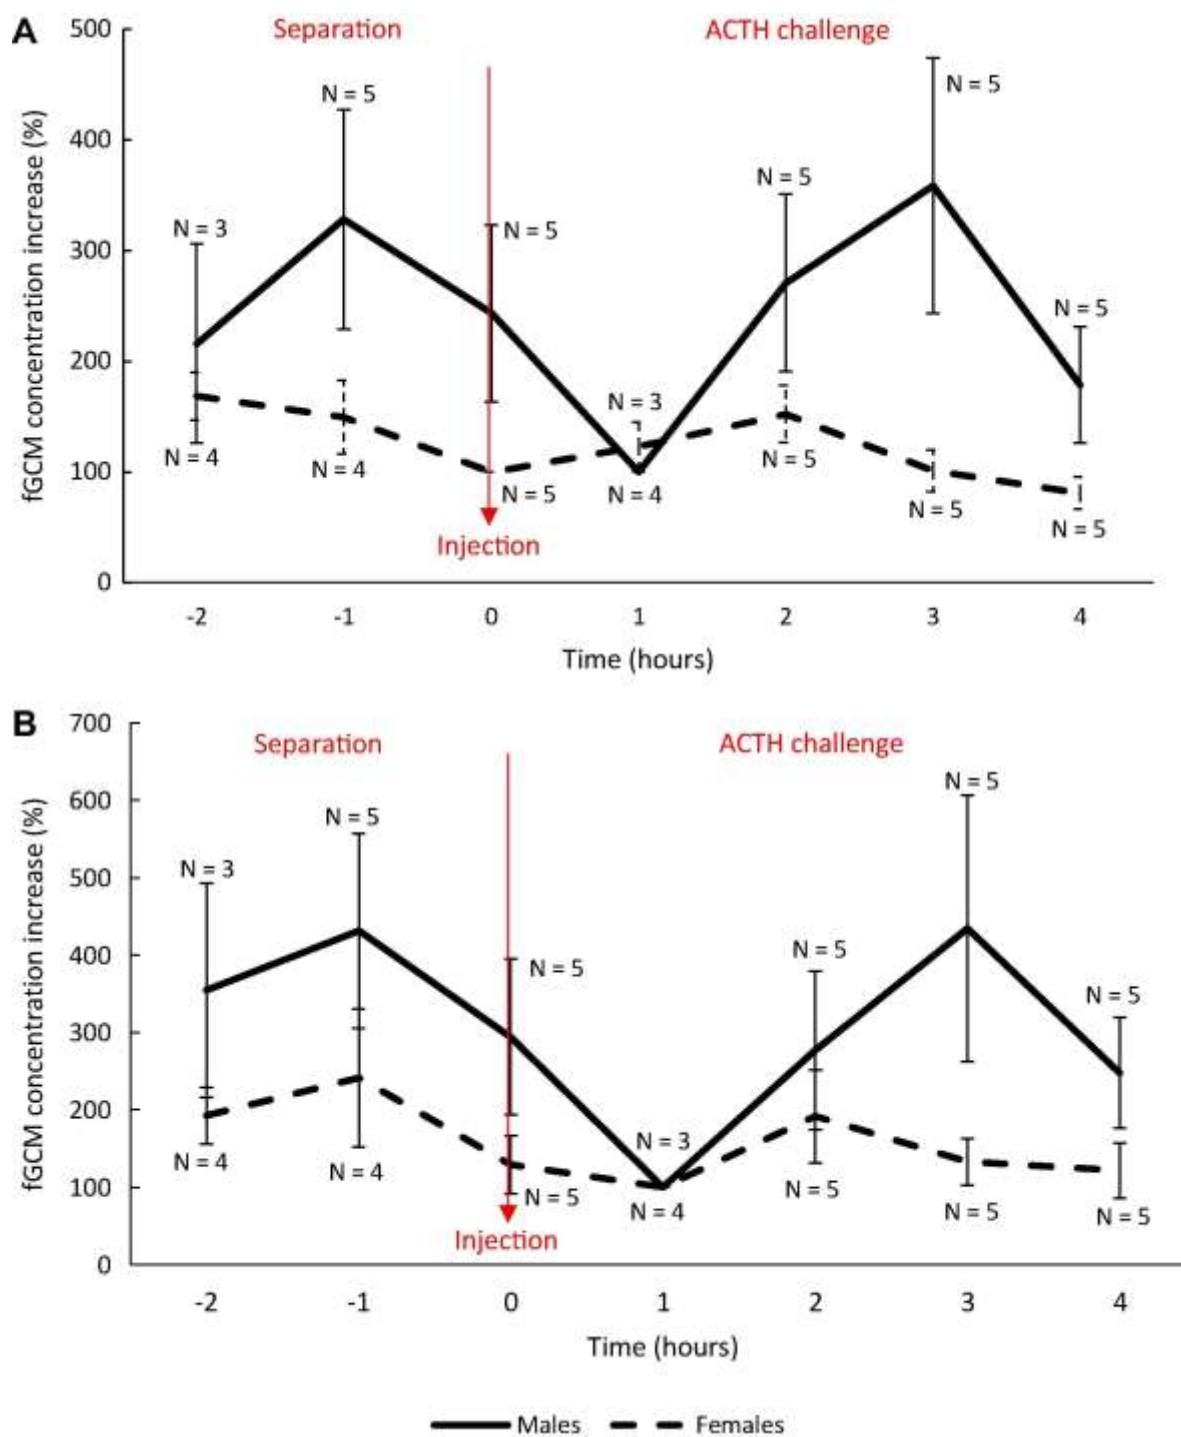 A
Separation
ACTH challenge
fGCM concentration increase (%)
500
400
300
200
100
0
N = 3
N = 5
N = 5
N = 3
N = 5
N = 5
N = 5
N = 4
N = 4
N = 5
N = 4
N = 5
N = 5
N = 5
Injection
-2 -1 0 1 2 3 4
Time (hours)
B
Separation
ACTH challenge
fGCM concentration increase (%)
700
600
500
400
300
200
100
0
N = 3
N = 5
N = 5
N = 3
N = 5
N = 5
N = 5
N = 4
N = 4
N = 5
N = 4
N = 5
N = 5
N = 5
Injection
-2 -1 0 1 2 3 4
Time (hours)
Males Females